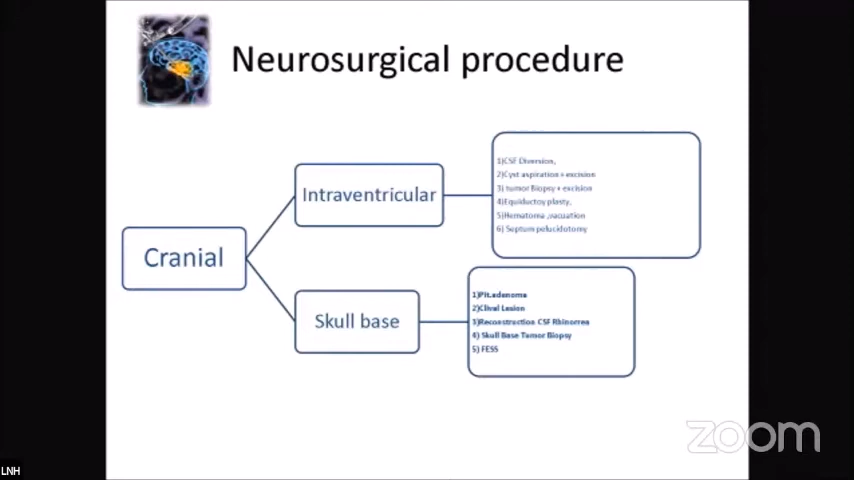 Neurosurgical procedure
Cranial
Intraventricular
1)CSF Diversion,
2)Cyst aspiration + excision
3) tumor Biopsy + excision
4)Equiductoy plasty,
5)Hematoma ,vacuation
6) Septum pelucidotomy
Skull base
1)Pit.adenoma
2)Clival Lesion
3)Reconstruction CSF Rhinorrea
4) Skull Base Tumor Biopsy
5) FESS
zoom
LNH